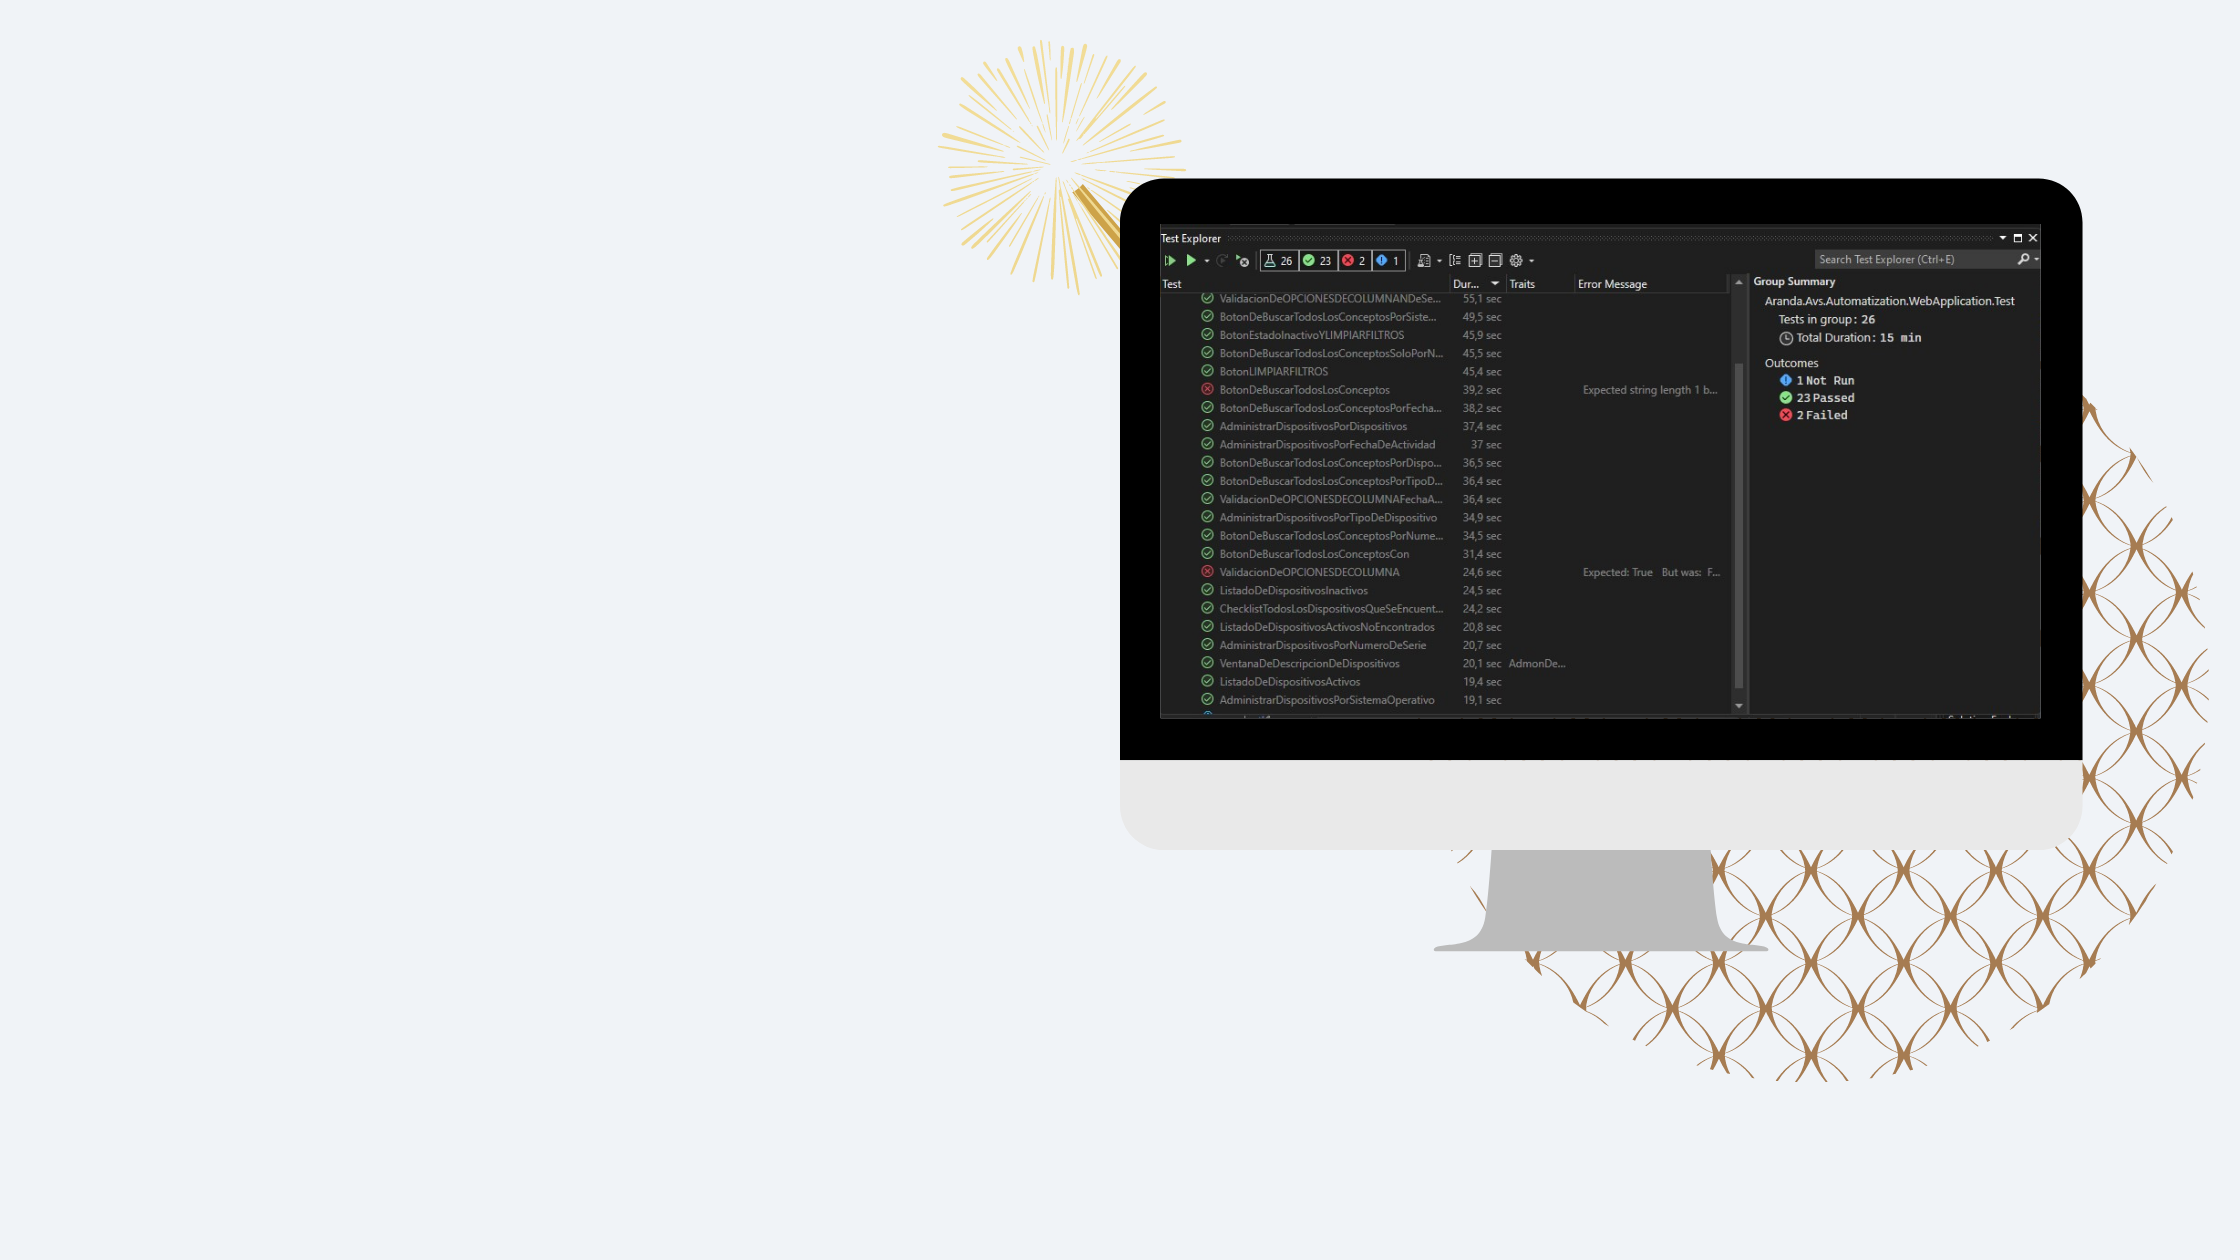 Test Explorer
26 23 2 1
Search Test Explorer (Ctrl+E)
Test Dur... Traits Error Message
ValidacionDeOPCIONESDECOLUMNANDeSe... 55,1 sec
BotonDeBuscarTodosLosConceptosPorSiste... 49,5 sec
BotonEstadoInactivoYLIMPIARFILTROS 45,9 sec
BotonDeBuscarTodosLosConceptosSoloPorN... 45,5 sec
BotonLIMPIARFILTROS 45,4 sec
BotonDeBuscarTodosLosConceptos 39,2 sec Expected string length 1 b...
BotonDeBuscarTodosLosConceptosPorFecha... 38,2 sec
AdministrarDispositivosPorDispositivos 37,4 sec
AdministrarDispositivosPorFechaDeActividad 37 sec
BotonDeBuscarTodosLosConceptosPorDispo... 36,5 sec
BotonDeBuscarTodosLosConceptosPorTipoD... 36,4 sec
ValidacionDeOPCIONESDECOLUMNAFechaA... 36,4 sec
AdministrarDispositivosPorTipoDeDispositivo 34,9 sec
BotonDeBuscarTodosLosConceptosPorNume... 34,5 sec
BotonDeBuscarTodosLosConceptosCon 31,4 sec
ValidacionDeOPCIONESDECOLUMNA 24,6 sec Expected: True But was: F...
ListadoDeDispositivosInactivos 24,5 sec
ChecklistTodosLosDispositivosQueSeEncuent... 24,2 sec
ListadoDeDispositivosActivosNoEncontrados 20,8 sec
AdministrarDispositivosPorNumeroDeSerie 20,7 sec
VentanaDeDescripcionDeDispositivos 20,1 sec AdmonDe...
ListadoDeDispositivosActivos 19,4 sec
AdministrarDispositivosPorSistemaOperativo 19,1 sec
Group Summary
Aranda.Avs.Automatization.WebApplication.Test
Tests in group: 26
Total Duration: 15 min
Outcomes
1 Not Run
23 Passed
2 Failed